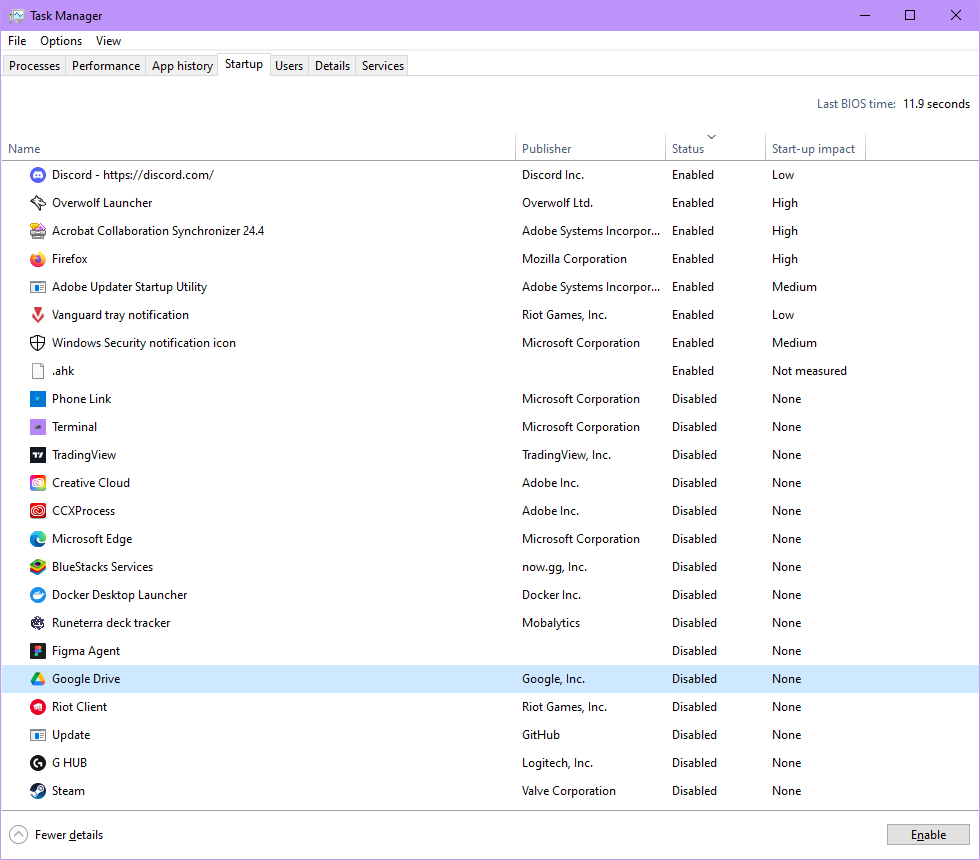 Task Manager
File Options View
Processes Performance App history Startup Users Details Services
Last BIOS time: 11.9 seconds
Name Publisher Status Start-up impact
Discord - https://discord.com/ Discord Inc. Enabled Low
Overwolf Launcher Overwolf Ltd. Enabled High
Acrobat Collaboration Synchronizer 24.4 Adobe Systems Incorpor... Enabled High
Firefox Mozilla Corporation Enabled High
Adobe Updater Startup Utility Adobe Systems Incorpor... Enabled Medium
Vanguard tray notification Riot Games, Inc. Enabled Low
Windows Security notification icon Microsoft Corporation Enabled Medium
.ahk Enabled Not measured
Phone Link Microsoft Corporation Disabled None
Terminal Microsoft Corporation Disabled None
TradingView TradingView, Inc. Disabled None
Creative Cloud Adobe Inc. Disabled None
CCXProcess Adobe Inc. Disabled None
Microsoft Edge Microsoft Corporation Disabled None
BlueStacks Services now.gg, Inc. Disabled None
Docker Desktop Launcher Docker Inc. Disabled None
Runeterra deck tracker Mobalytics Disabled None
Figma Agent Disabled None
Google Drive Google, Inc. Disabled None
Riot Client Riot Games, Inc. Disabled None
Update GitHub Disabled None
G HUB Logitech, Inc. Disabled None
Steam Valve Corporation Disabled None
Fewer details Enable